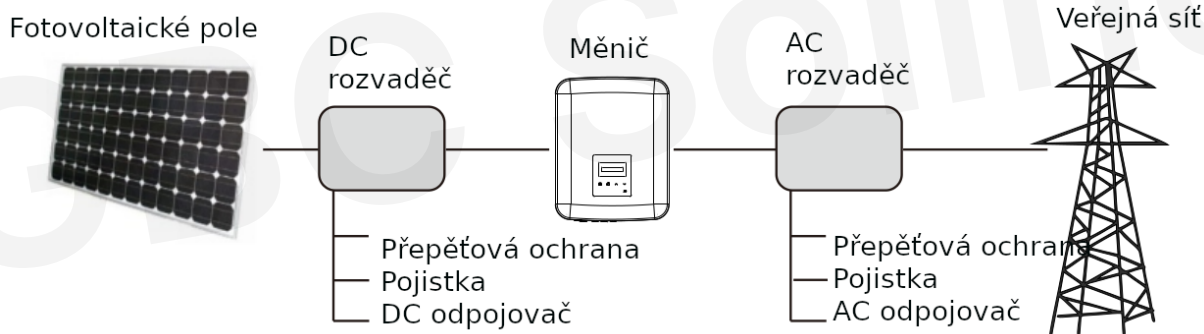 Fotovoltaické pole
DC
rozvaděč
Měnič
AC
rozvaděč
Veřejná síť
Přepěťová ochrana
Pojistka
DC odpojovač
Přepěťová ochrana
Pojistka
AC odpojovač